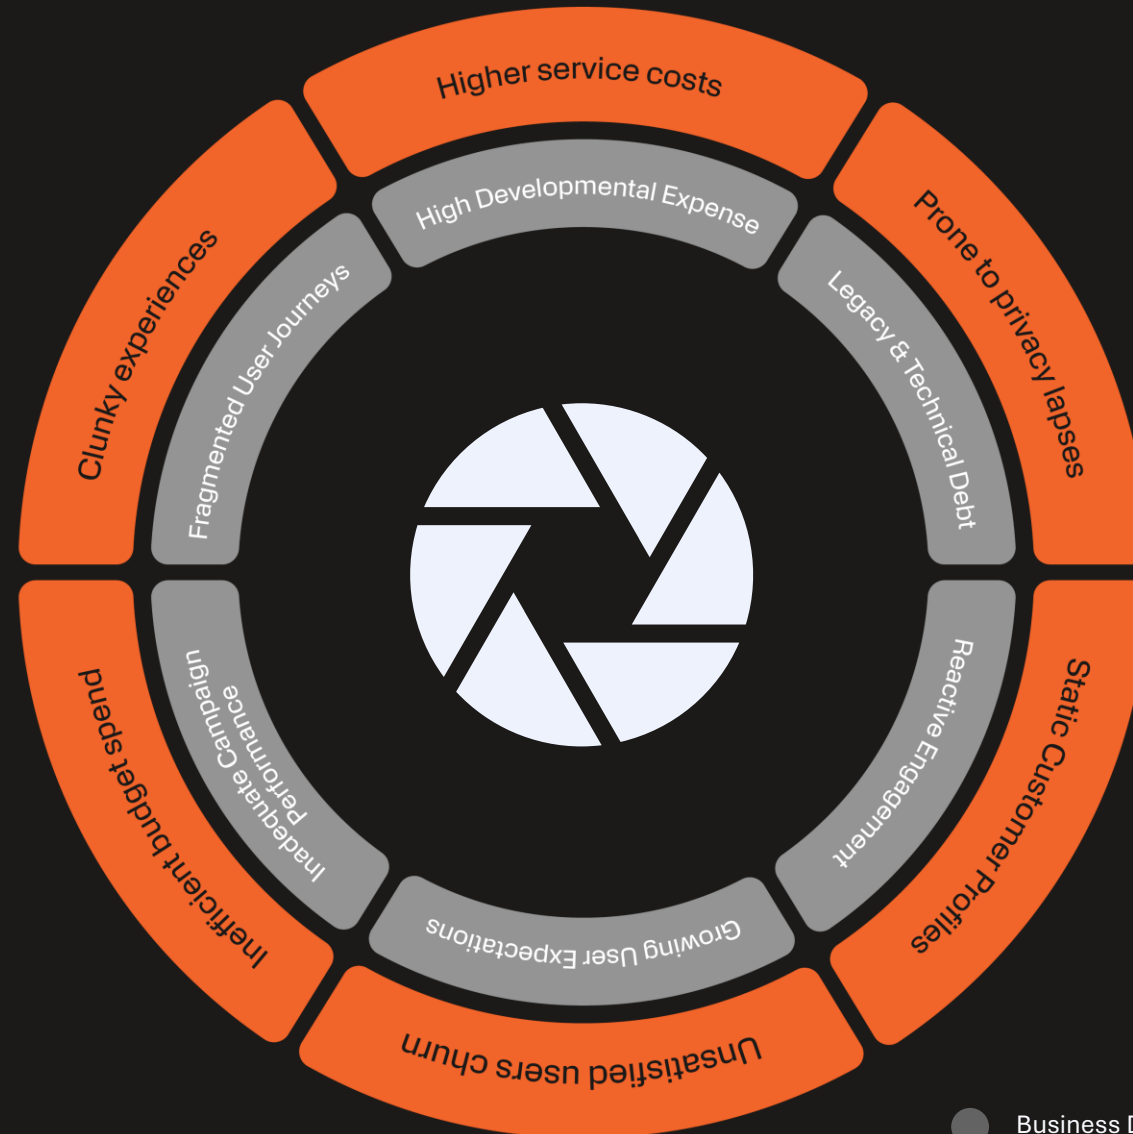 Higher service costs
High Developmental Expense
Prone to privacy lapses
Legacy & Technical Debt
Static Customer Profiles
Reactive Engagement
Unsatisfied users churn
Growing User Expectations
Inefficient budget spend
Inadequate Campaign
Performance
Clunky experiences
Fragmented User Journeys
Business